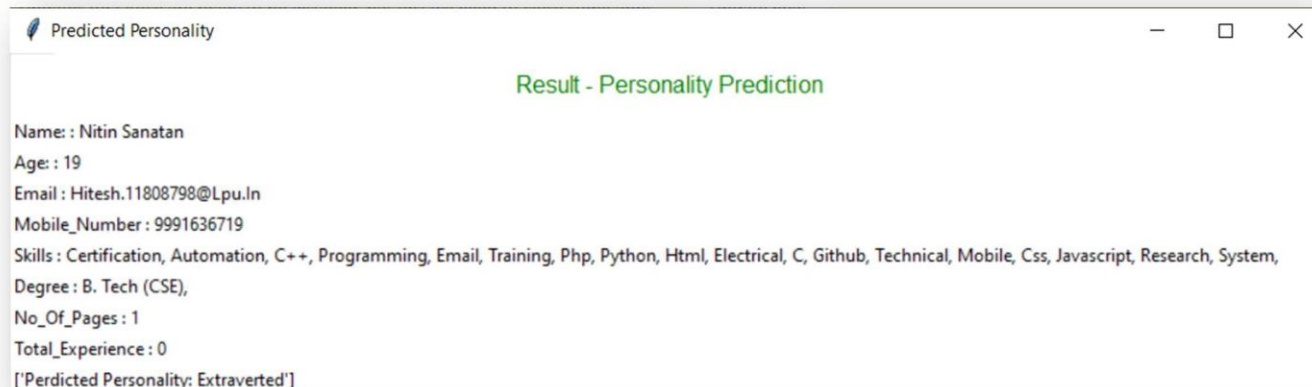 Predicted Personality
Result - Personality Prediction
Name: : Nitin Sanatan
Age: : 19
Email : Hitesh.11808798@Lpu.In
Mobile_Number : 9991636719
Skills : Certification, Automation, C++, Programming, Email, Training, Php, Python, Html, Electrical, C, Github, Technical, Mobile, Css, Javascript, Research, System,
Degree : B. Tech (CSE),
No_Of_Pages : 1
Total_Experience : 0
['Perdicted Personality: Extraverted']